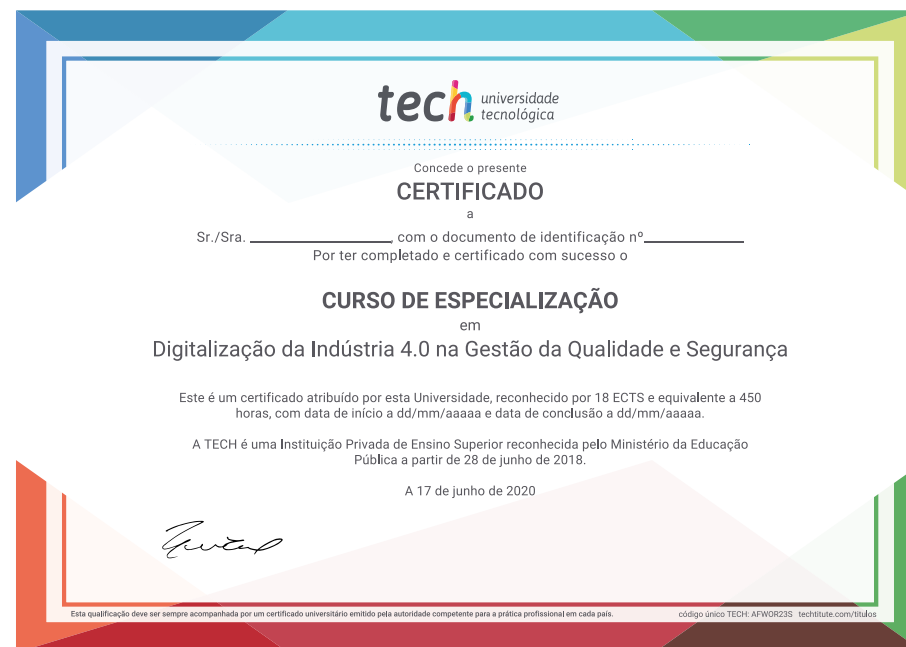 tech universidade
tecnológica
Concede o presente
CERTIFICADO
a
Sr./Sra. ____________________, com o documento de identificação nº______________
Por ter completado e certificado com sucesso o
CURSO DE ESPECIALIZAÇÃO
em
Digitalização da Indústria 4.0 na Gestão da Qualidade e Segurança
Este é um certificado atribuído por esta Universidade, reconhecido por 18 ECTS e equivalente a 450
horas, com data de início a dd/mm/aaaaa e data de conclusão a dd/mm/aaaaa.
A TECH é uma Instituição Privada de Ensino Superior reconhecida pelo Ministério da Educação
Pública a partir de 28 de junho de 2018.
A 17 de junho de 2020
Esta qualificação deve ser sempre acompanhada por um certificado universitário emitido pela autoridade competente para a prática profissional em cada país.
código único TECH: AFWOR23S techtitute.com/titulos